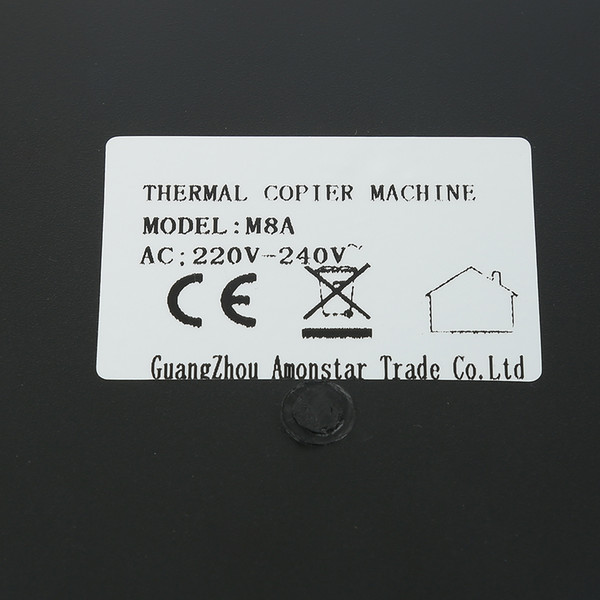 THERMAL COPIER MACHINE
MODEL:M8A
AC:220V-240V~
CE
GuangZhou Amonstar Trade Co.Ltd